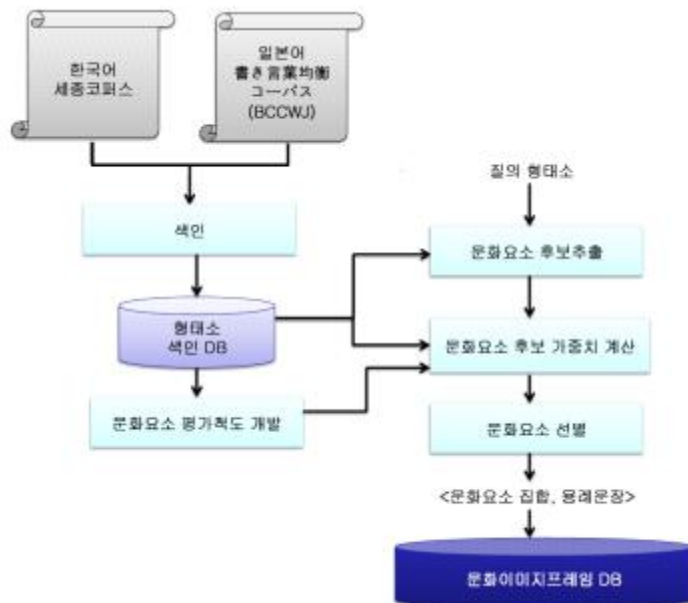 한국어
세종코퍼스
일본어
書き言葉均衡
コーパス
(BCCWJ)
색인
형태소
색인 DB
문화요소 평가척도 개발
질의 형태소
문화요소 후보추출
문화요소 후보 가중치 계산
문화요소 선별
<문화요소 집합, 용례문장>
문화이미지프레임 DB